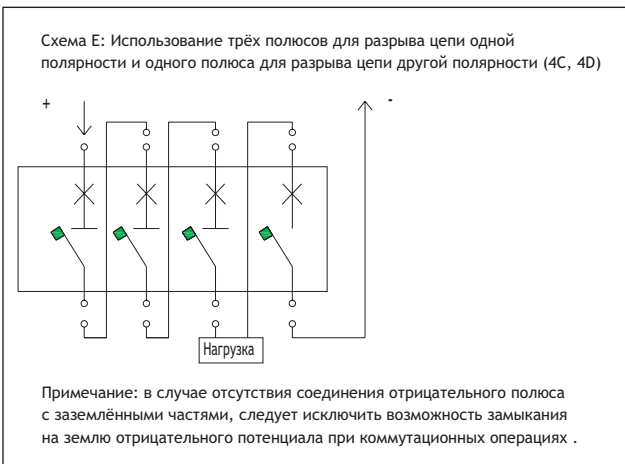 Схема Е: Использование трёх полюсов для разрыва цепи одной
полярности и одного полюса для разрыва цепи другой полярности (4C, 4D)
+ -
Нагрузка
Примечание: в случае отсутствия соединения отрицательного полюса
с заземлёнными частями, следует исключить возможность замыкания
на землю отрицательного потенциала при коммутационных операциях .